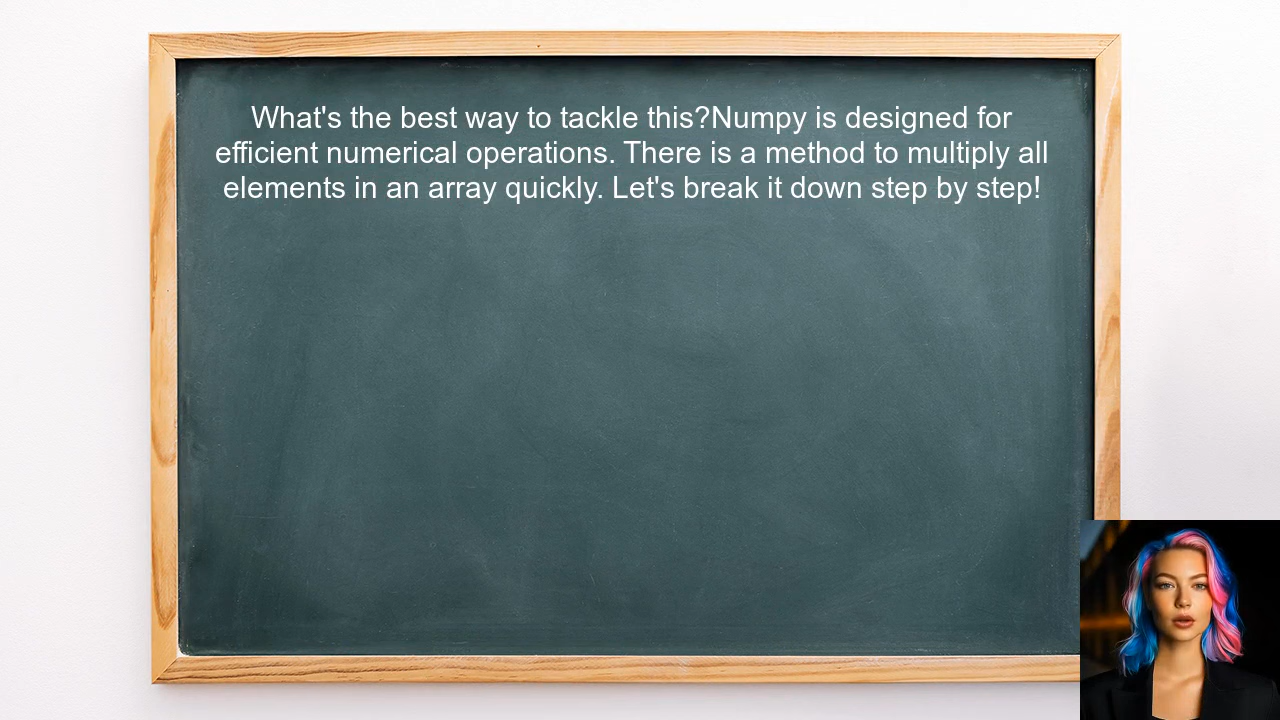 What's the best way to tackle this?Numpy is designed for
efficient numerical operations. There is a method to multiply all
elements in an array quickly. Let's break it down step by step!